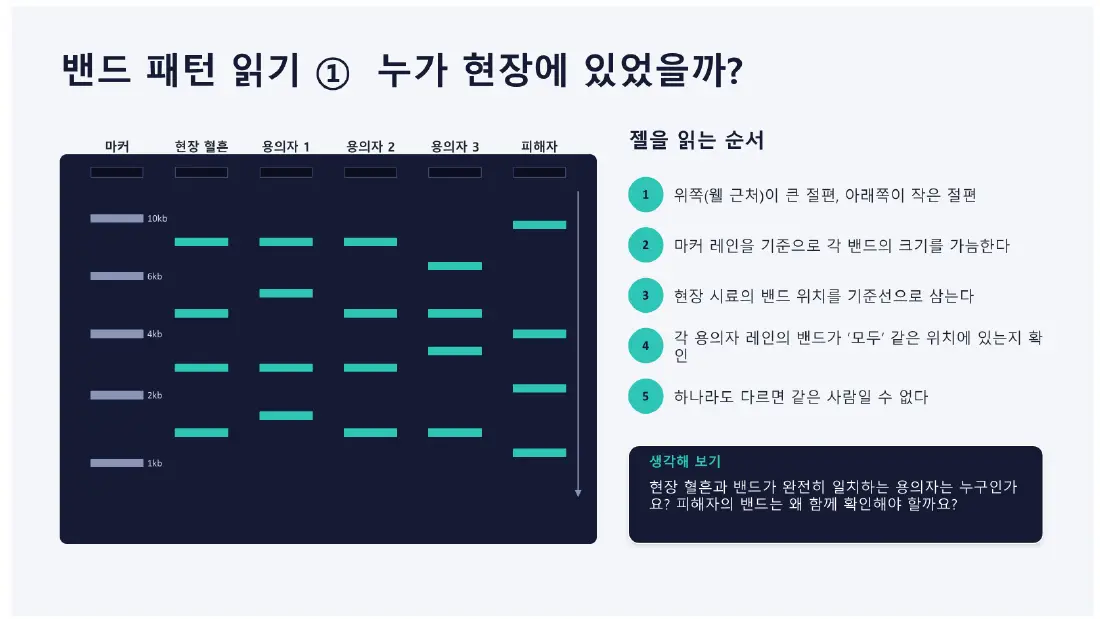 밴드 패턴 읽기 ① 누가 현장에 있었을까?
마커 현장 혈흔 용의자 1 용의자 2 용의자 3 피해자
10kb
6kb
4kb
2kb
1kb
젤을 읽는 순서
1 위쪽(웰 근처)이 큰 절편, 아래쪽이 작은 절편
2 마커 레인을 기준으로 각 밴드의 크기를 가늠한다
3 현장 시료의 밴드 위치를 기준선으로 삼는다
4 각 용의자 레인의 밴드가 '모두' 같은 위치에 있는지 확
인
5 하나라도 다르면 같은 사람일 수 없다
생각해 보기
현장 혈흔과 밴드가 완전히 일치하는 용의자는 누구인가
요? 피해자의 밴드는 왜 함께 확인해야 할까요?